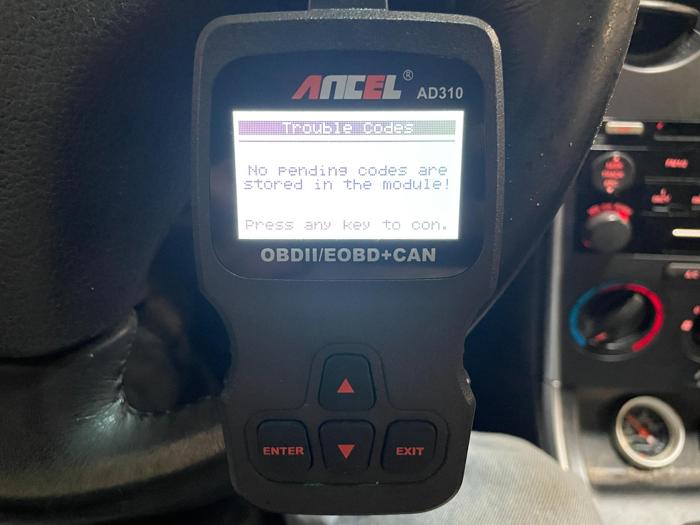 ANCEL®
AD310
Trouble Codes
No pending codes are
stored in the module!
Press any key to con.
OBDII/EOBD+CAN
ENTER
EXIT